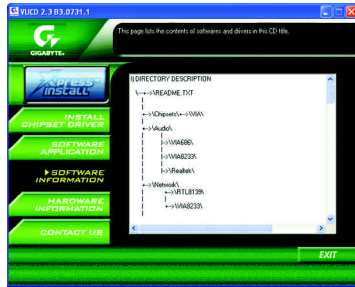 VUCD 2.3 B3.0731.1
GIGABYTE™
This page lists the contents of softwares and drivers in this CD title.
Xpress
install
INSTALL
CHIPSET DRIVER
SOFTWARE
APPLICATION
SOFTWARE
INFORMATION
HARDWARE
INFORMATION
CONTACT US
I) DIRECTORY DESCRIPTION
\--+-->\README.TXT
|
+-->\Chipsets\+-->\VIA\
|
+-->\Audio\
| |->\VIA686\
| |
| |->\VIA8233\
| |
| |->\Realtek\
|
+-->\Network\
| +-->\RTL8139\
| |
| +-->\VIA8233\
|
EXIT